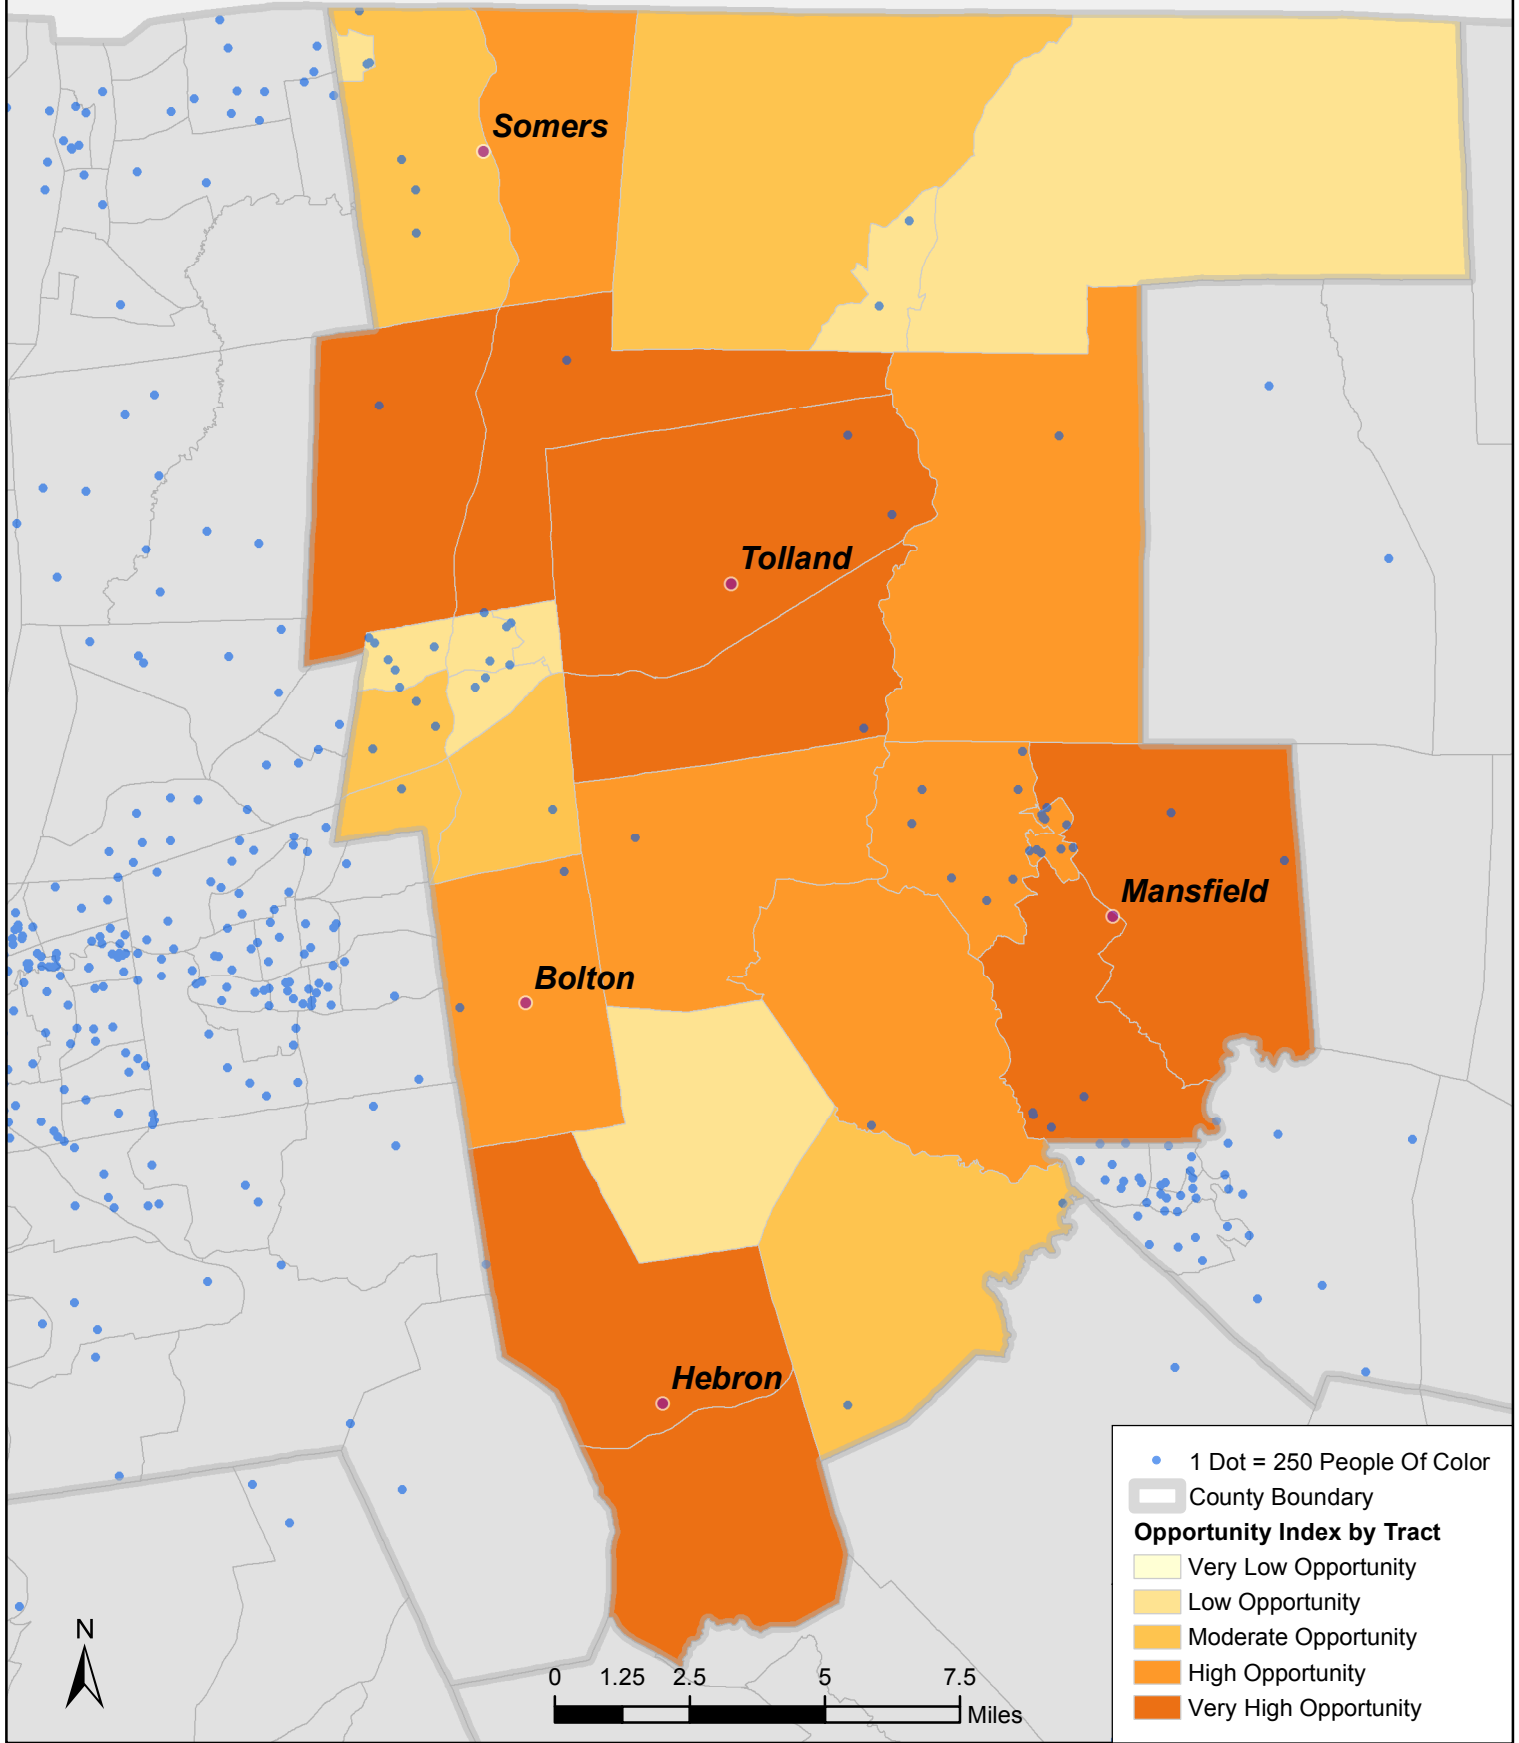 Somers
Tolland
Mansfield
Bolton
Hebron
1 Dot = 250 People Of Color
County Boundary
Opportunity Index by Tract
Very Low Opportunity
Low Opportunity
Moderate Opportunity
High Opportunity
Very High Opportunity
N
0 1.25 2.5 5 7.5
Miles